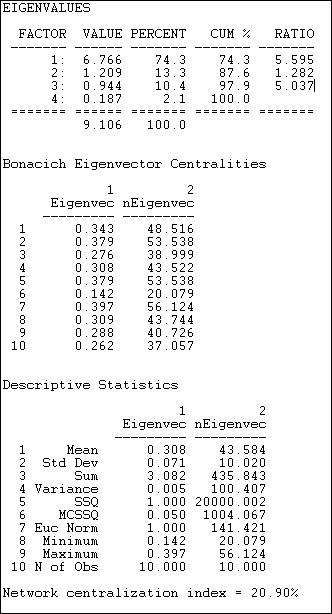 EIGENVALUES
FACTOR VALUE PERCENT CUM % RATIO
------- ------- ------- ------- -------
1: 6.766 74.3 74.3 5.595
2: 1.209 13.3 87.6 1.282
3: 0.944 10.4 97.9 5.037
4: 0.187 2.1 100.0
======= ======= ======= ======= =======
9.106 100.0
Bonacich Eigenvector Centralities
1 2
Eigenvec nEigenvec
--------- ---------
1 0.343 48.516
2 0.379 53.538
3 0.276 38.999
4 0.308 43.522
5 0.379 53.538
6 0.142 20.079
7 0.397 56.124
8 0.309 43.744
9 0.288 40.726
10 0.262 37.057
Descriptive Statistics
1 2
Eigenvec nEigenvec
--------- ---------
1 Mean 0.308 43.584
2 Std Dev 0.071 10.020
3 Sum 3.082 435.843
4 Variance 0.005 100.407
5 SSQ 1.000 20000.002
6 MCSSQ 0.050 1004.067
7 Euc Norm 1.000 141.421
8 Minimum 0.142 20.079
9 Maximum 0.397 56.124
10 N of Obs 10.000 10.000
Network centralization index = 20.90%